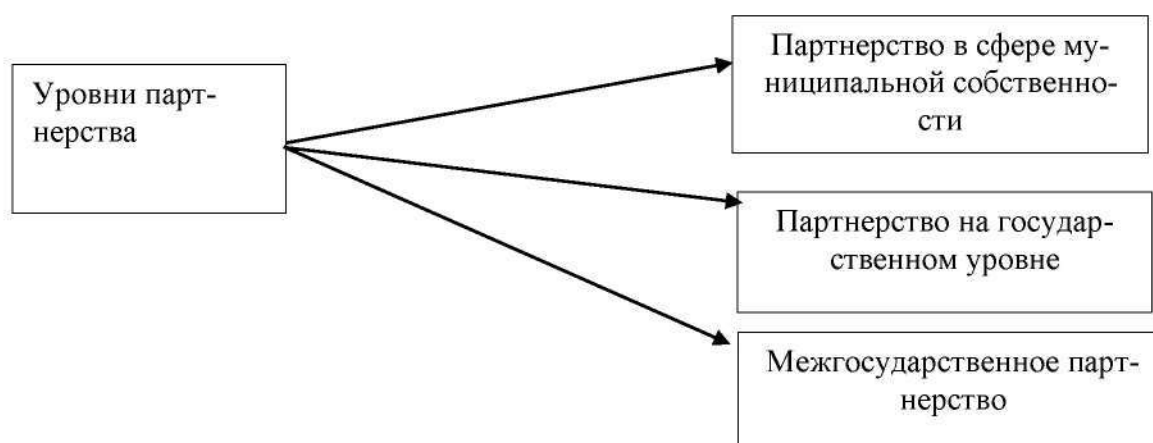 Уровни парт-
нерства
Партнерство в сфере му-
ниципальной собственно-
сти
Партнерство на государ-
ственном уровне
Межгосударственное парт-
нерство